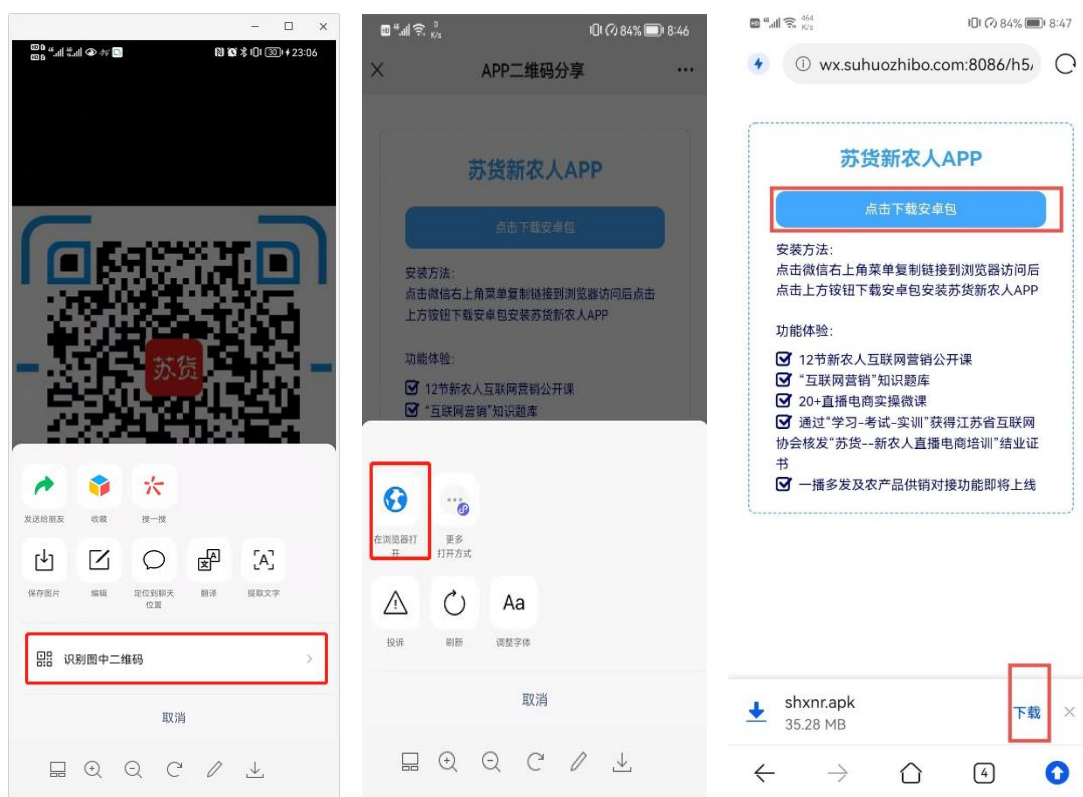 23:06
苏货
发送给朋友
收藏
搜一搜
保存图片
编辑
定位到聊天
位置
翻译
提取文字
识别图中二维码
取消
84% 8:46
APP二维码分享
苏货新农人APP
点击下载安卓包
安装方法:
点击微信右上角菜单复制链接到浏览器访问后点击
上方按钮下载安卓包安装苏货新农人APP
功能体验:
12节新农人互联网营销公开课
“互联网营销”知识题库
在浏览器打
开
更多
打开方式
投诉
刷新
Aa
调整字体
取消
464
K/s
84% 8:47
wx.suhuozhibo.com:8086/h5/
苏货新农人APP
点击下载安卓包
安装方法:
点击微信右上角菜单复制链接到浏览器访问后
点击上方按钮下载安卓包安装苏货新农人APP
功能体验:
12节新农人互联网营销公开课
“互联网营销”知识题库
20+直播电商实操微课
通过“学习-考试-实训”获得江苏省互联网
协会核发“苏货--新农人直播电商培训”结业证
书
一播多发及农产品供销对接功能即将上线
shxnr.apk
35.28 MB
下载
4